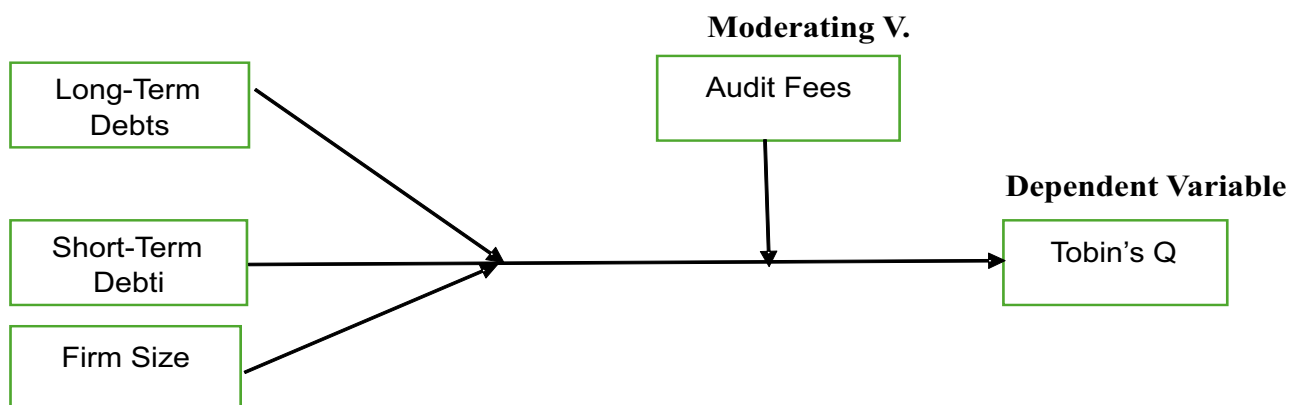 Moderating V.
Long-Term
Debts
Audit Fees
Dependent Variable
Short-Term
Debti
Tobin’s Q
Firm Size